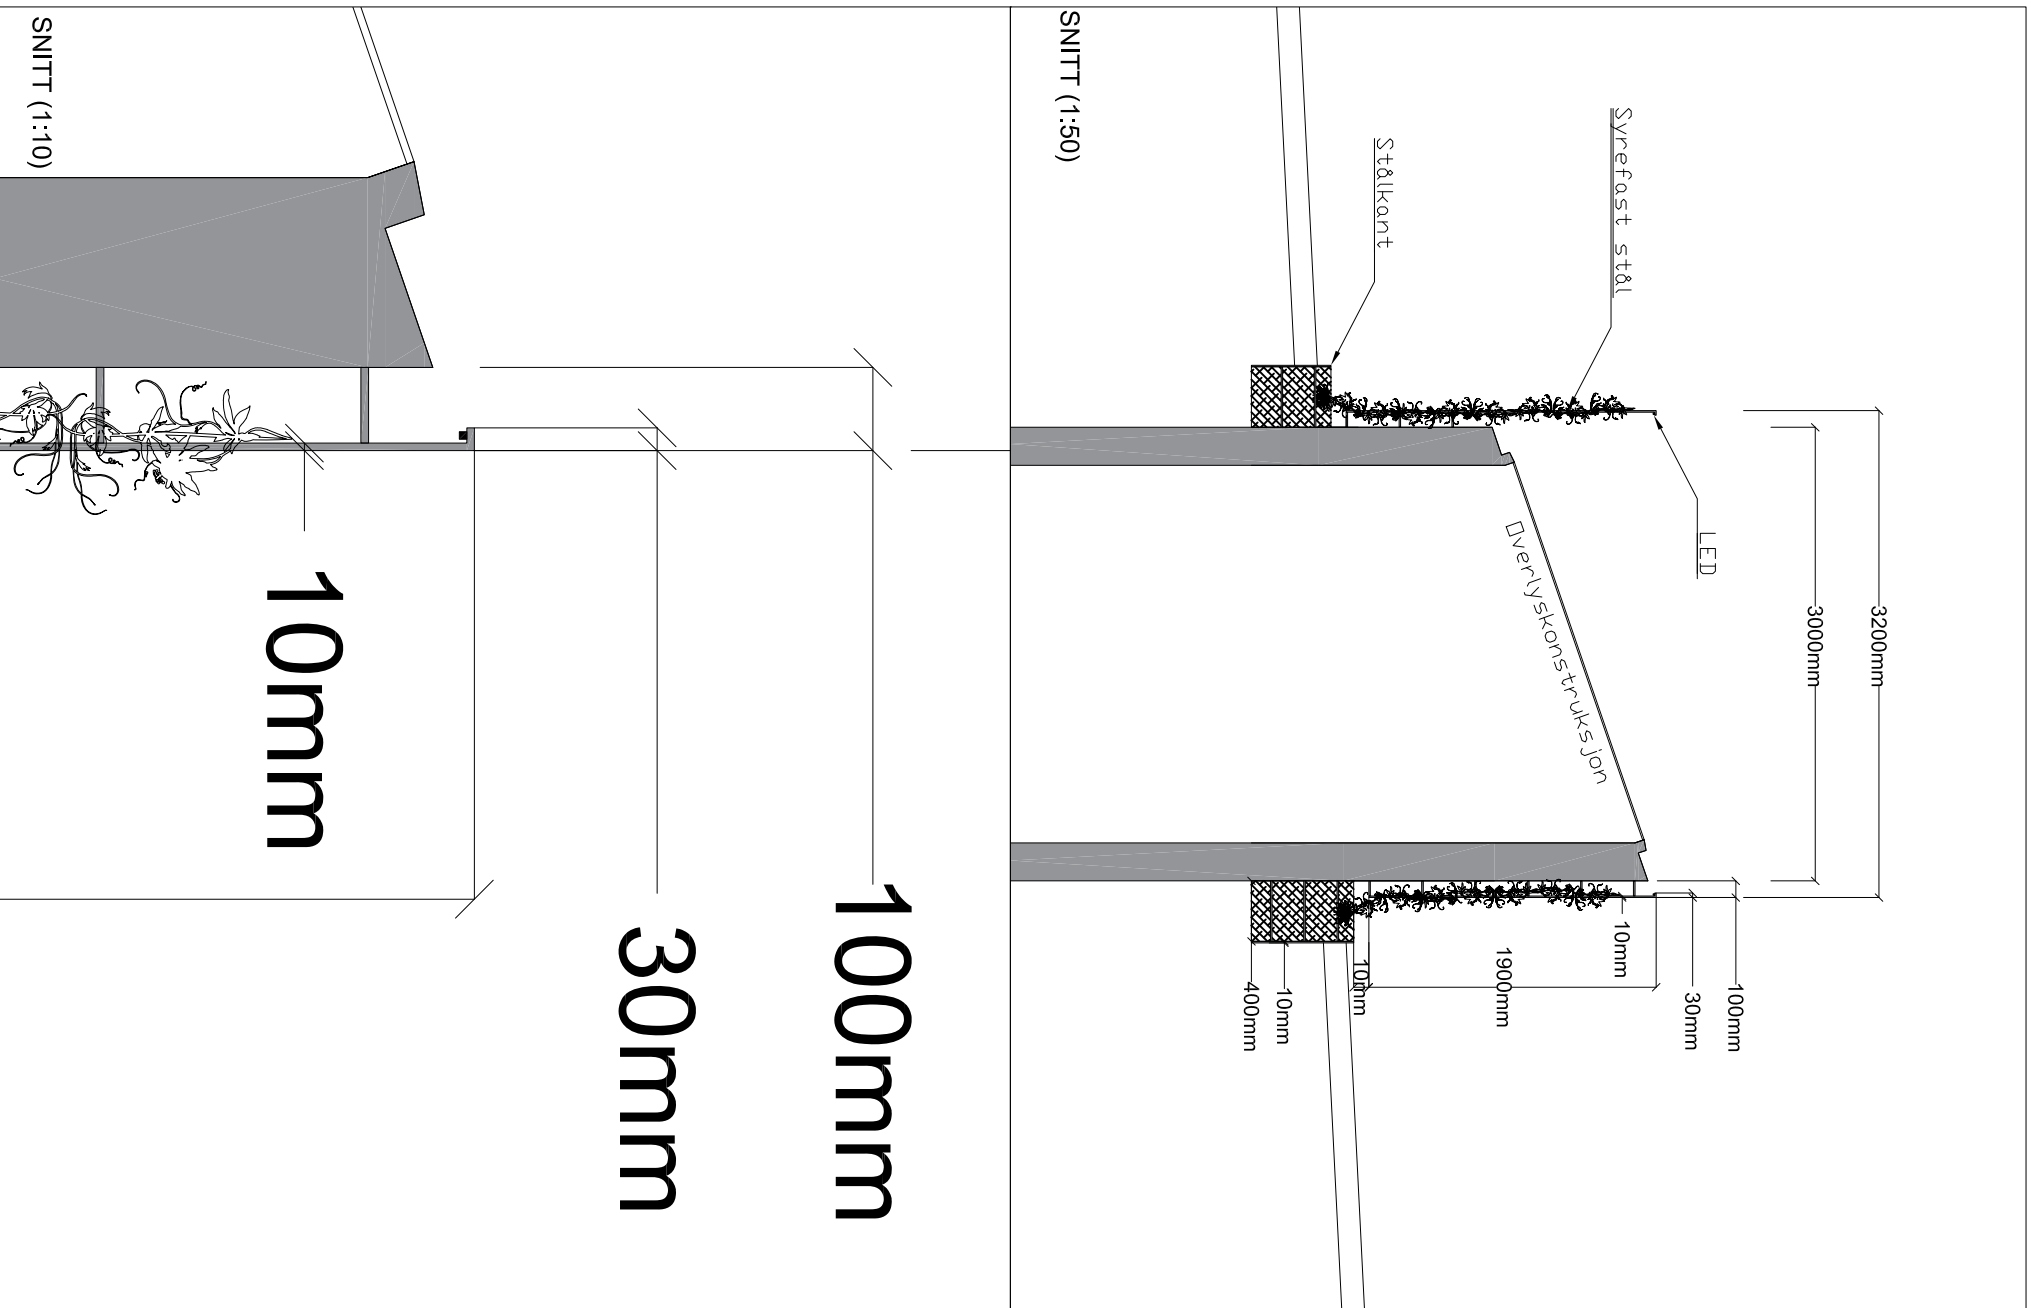 SNITT (1:50)
Stålkant
Syrefast stål
LED
3200mm
3000mm
Overlyskonstruksjon
100mm
30mm
10mm
1900mm
10mm
10mm
400mm
SNITT (1:10)
100mm
30mm
10mm